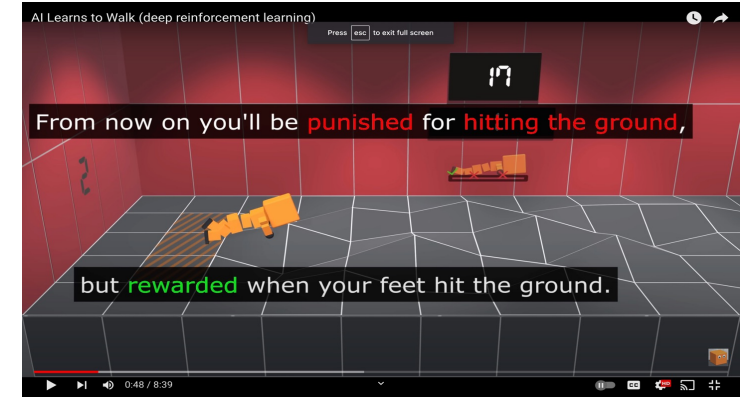 AI Learns to Walk (deep reinforcement learning)
Press esc to exit full screen
17
From now on you'll be punished for hitting the ground,
2
but rewarded when your feet hit the ground.
0:48 / 8:39
CC
HD